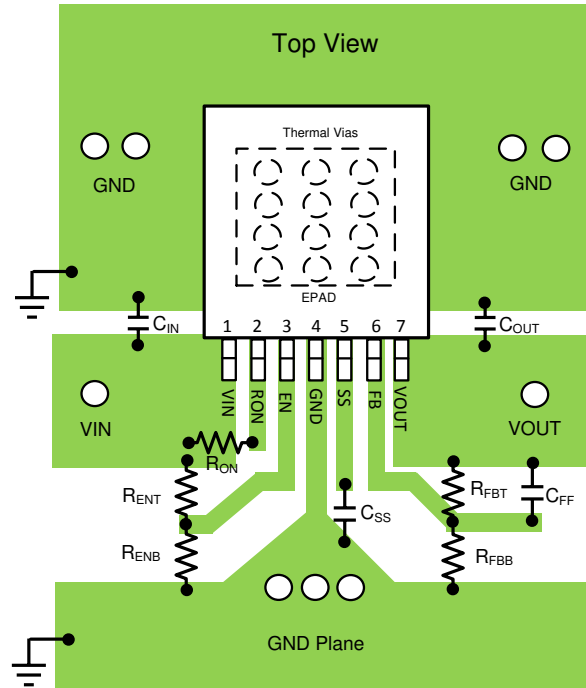 Top View
Thermal Vias
GND
GND
EPAD
1 2 3 4 5 6 7
CIN
COUT
VIN
RON
EN
GND
SS
FB
VOUT
VIN
VOUT
RON
RENT
RFBT
CFF
CSS
RENB
RFBB
GND Plane